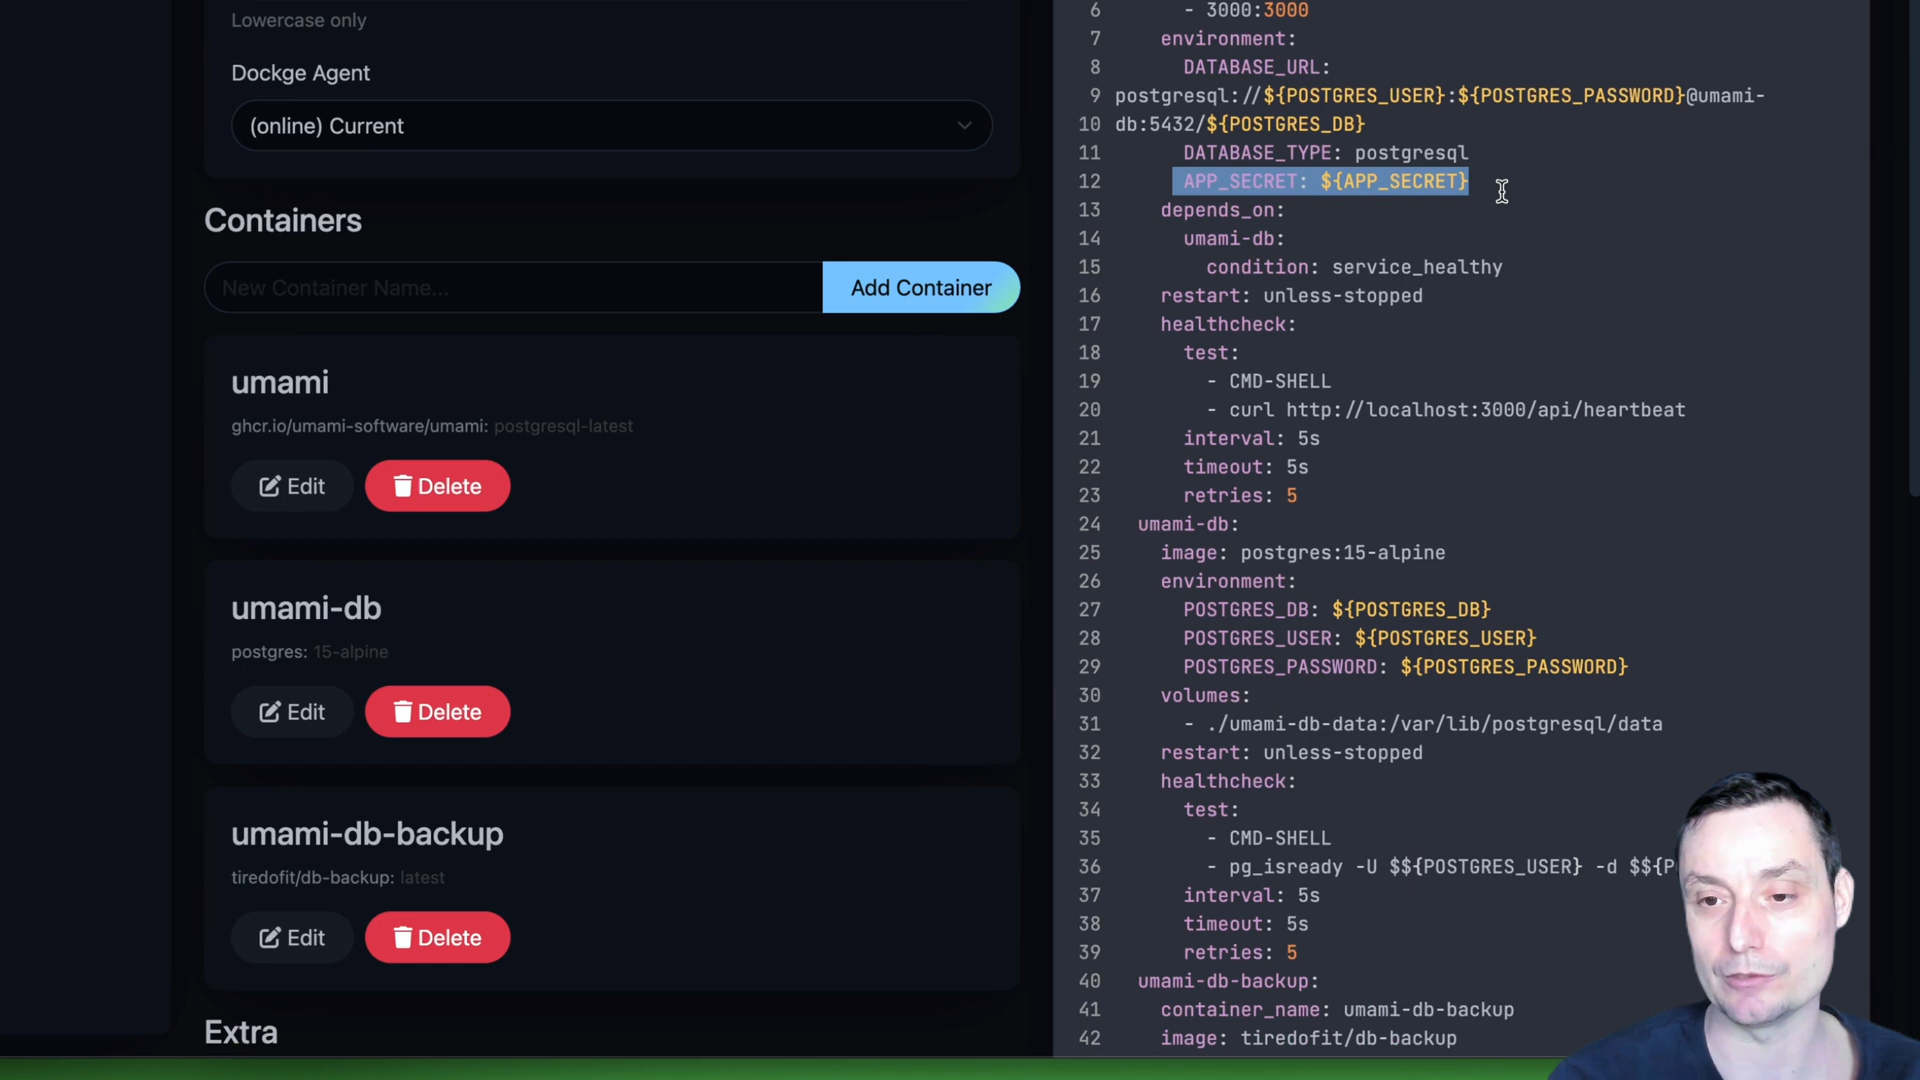 Lowercase only
Dockge Agent
(online) Current
Containers
New Container Name...
Add Container
umami
ghcr.io/umami-software/umami: postgresql-latest
Edit
Delete
umami-db
postgres: 15-alpine
Edit
Delete
umami-db-backup
tiredofit/db-backup: latest
Edit
Delete
Extra
6 - 3000:3000
7 environment:
8 DATABASE_URL:
9 postgresql://${POSTGRES_USER}:${POSTGRES_PASSWORD}@umami-
10 db:5432/${POSTGRES_DB}
11 DATABASE_TYPE: postgresql
12 APP_SECRET: ${APP_SECRET}
13 depends_on:
14 umami-db:
15 condition: service_healthy
16 restart: unless-stopped
17 healthcheck:
18 test:
19 - CMD-SHELL
20 - curl http://localhost:3000/api/heartbeat
21 interval: 5s
22 timeout: 5s
23 retries: 5
24 umami-db:
25 image: postgres:15-alpine
26 environment:
27 POSTGRES_DB: ${POSTGRES_DB}
28 POSTGRES_USER: ${POSTGRES_USER}
29 POSTGRES_PASSWORD: ${POSTGRES_PASSWORD}
30 volumes:
31 - ./umami-db-data:/var/lib/postgresql/data
32 restart: unless-stopped
33 healthcheck:
34 test:
35 - CMD-SHELL
36 - pg_isready -U $${POSTGRES_USER} -d $${P
37 interval: 5s
38 timeout: 5s
39 retries: 5
40 umami-db-backup:
41 container_name: umami-db-backup
42 image: tiredofit/db-backup